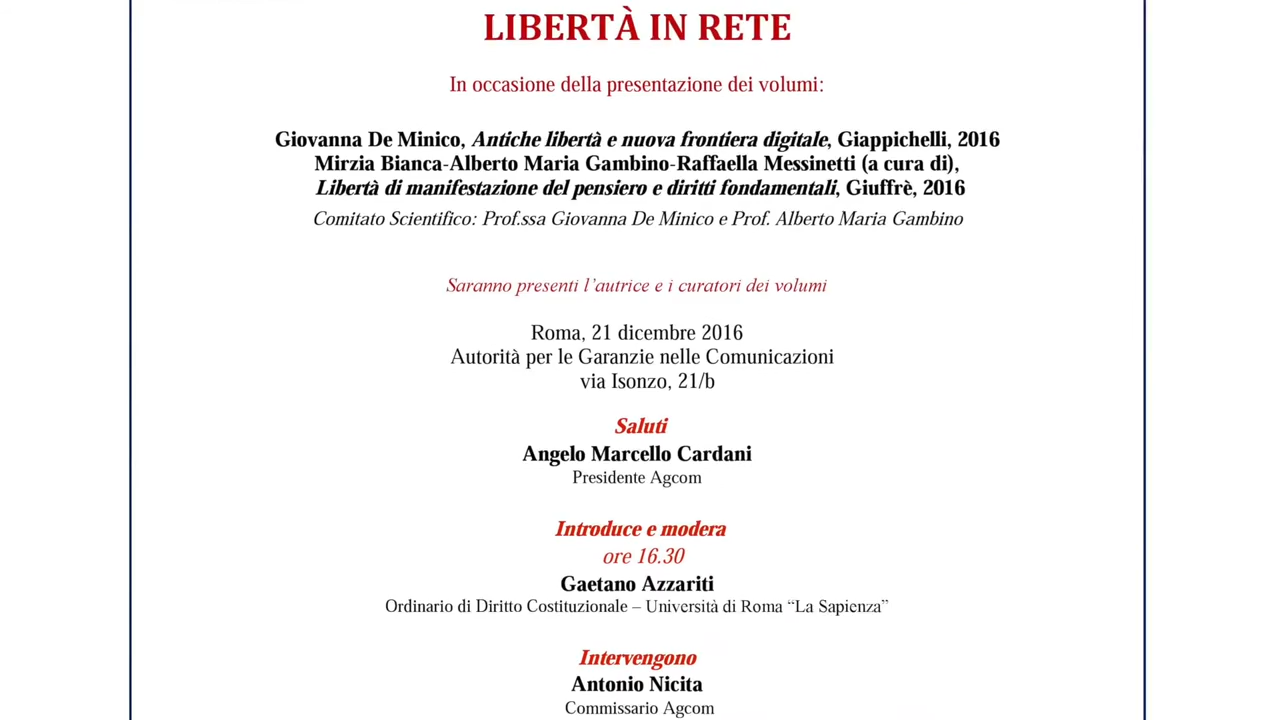 LIBERTÀ IN RETE
In occasione della presentazione dei volumi:
Giovanna De Minico, Antiche libertà e nuova frontiera digitale, Giappichelli, 2016
Mirzia Bianca-Alberto Maria Gambino-Raffaella Messinetti (a cura di),
Libertà di manifestazione del pensiero e diritti fondamentali, Giuffrè, 2016
Comitato Scientifico: Prof.ssa Giovanna De Minico e Prof. Alberto Maria Gambino
Saranno presenti l’autrice e i curatori dei volumi
Roma, 21 dicembre 2016
Autorità per le Garanzie nelle Comunicazioni
via Isonzo, 21/b
Saluti
Angelo Marcello Cardani
Presidente Agcom
Introduce e modera
ore 16.30
Gaetano Azzariti
Ordinario di Diritto Costituzionale – Università di Roma “La Sapienza”
Intervengono
Antonio Nicita
Commissario Agcom